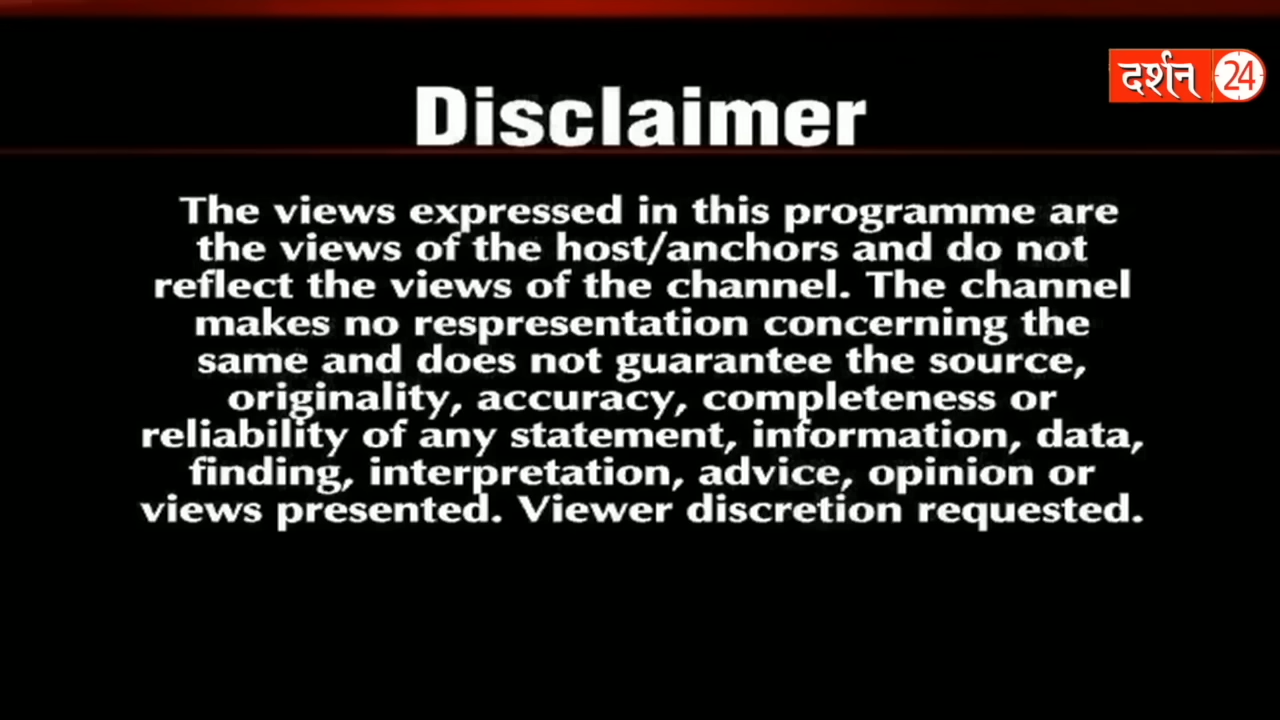 दर्शन 24
Disclaimer
The views expressed in this programme are
the views of the host/anchors and do not
reflect the views of the channel. The channel
makes no respresentation concerning the
same and does not guarantee the source,
originality, accuracy, completeness or
reliability of any statement, information, data,
finding, interpretation, advice, opinion or
views presented. Viewer discretion requested.